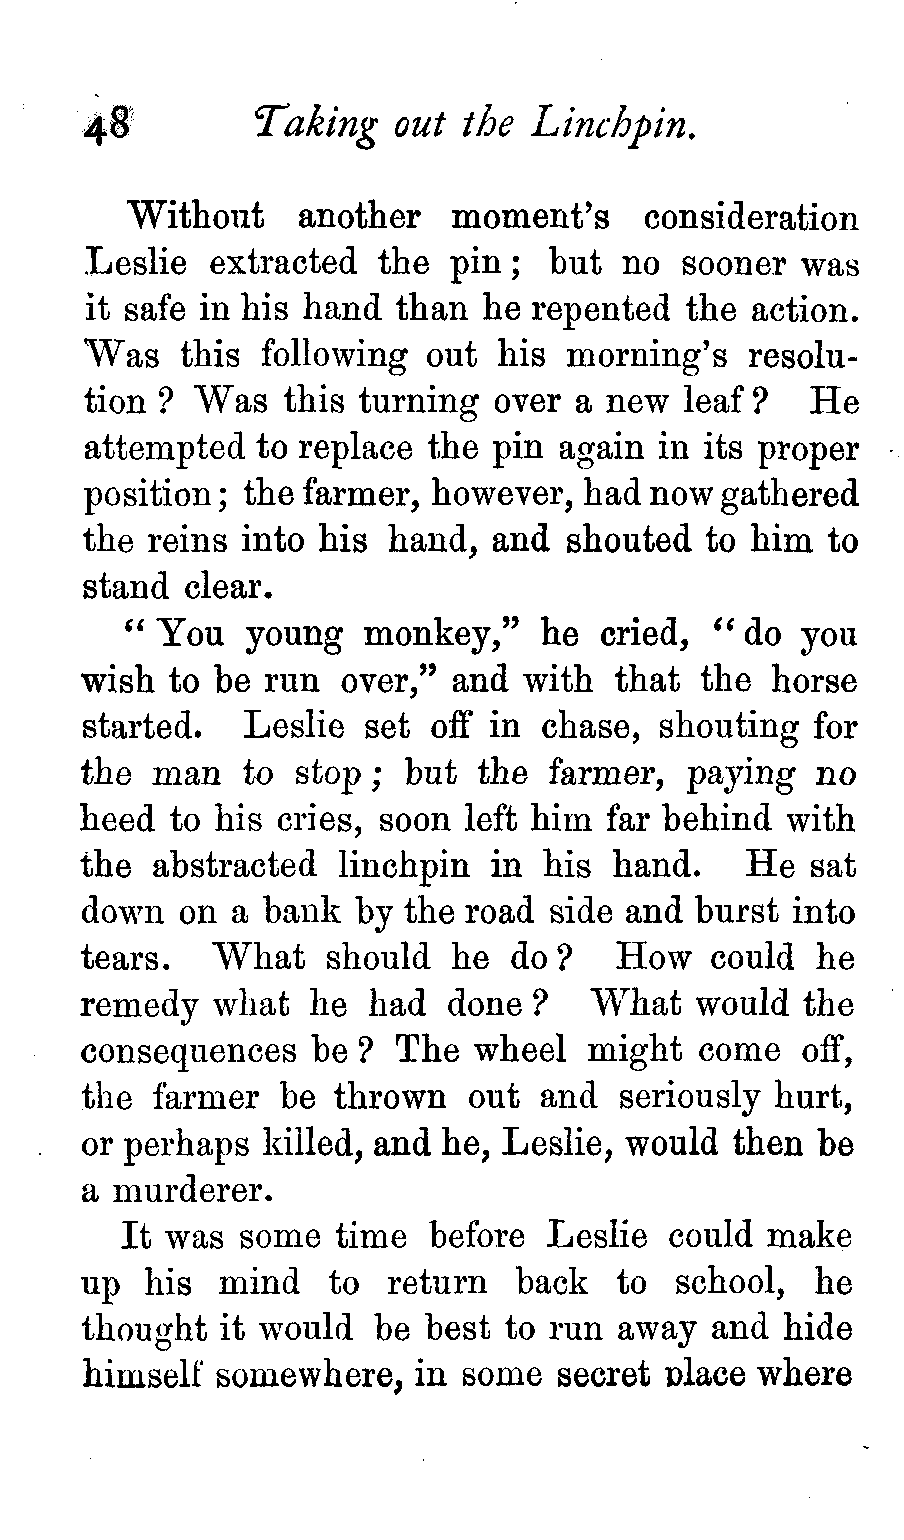 48 Taking out the Linchpin.
Without another moment's consideration
Leslie extracted the pin; but no sooner was
it safe in his hand than he repented the action.
Was this following out his morning's resolu-
tion? Was this turning over a new leaf? He
attempted to replace the pin again in its proper
position; the farmer, however, had now gathered
the reins into his hand, and shouted to him to
stand clear.
"You young monkey," he cried, "do you
wish to be run over," and with that the horse
started. Leslie set off in chase, shouting for
the man to stop; but the farmer, paying no
heed to his cries, soon left him far behind with
the abstracted linchpin in his hand. He sat
down on a bank by the road side and burst into
tears. What should he do? How could he
remedy what he had done? What would the
consequences be? The wheel might come off,
the farmer be thrown out and seriously hurt,
or perhaps killed, and he, Leslie, would then be
a murderer.
It was some time before Leslie could make
up his mind to return back to school, he
thought it would be best to run away and hide
himself somewhere, in some secret place where